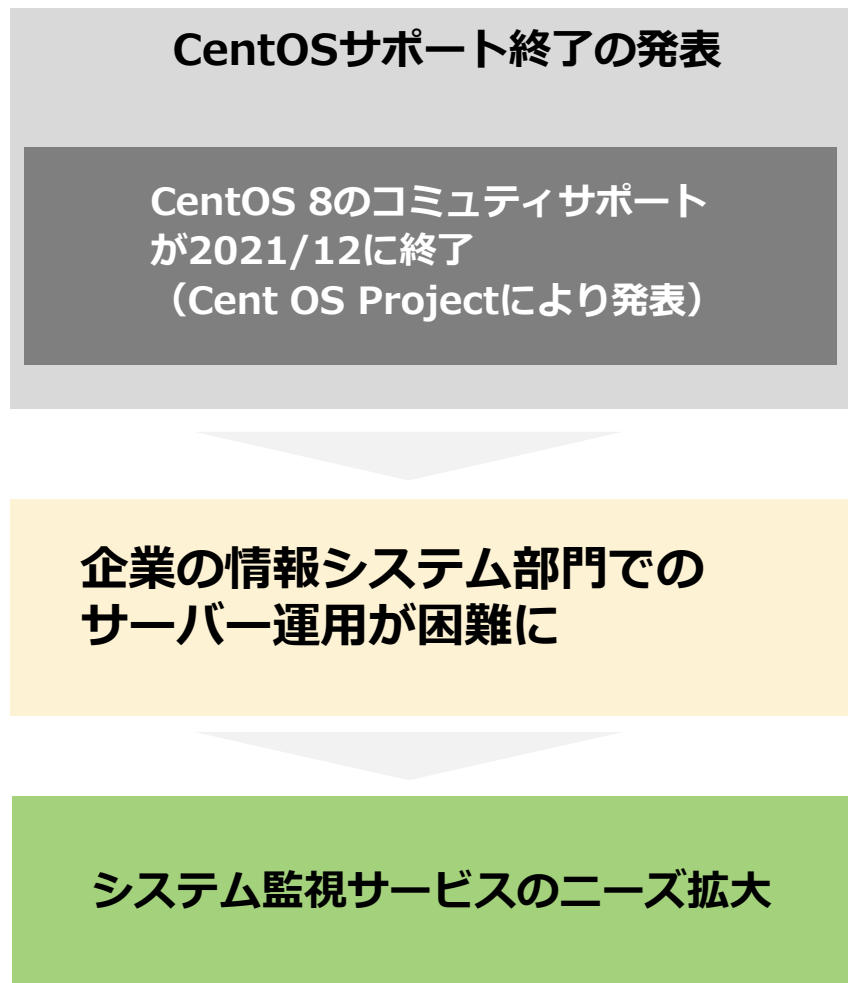 CentOSサポート終了の発表
CentOS 8のコミュティサポート
が2021/12に終了
（Cent OS Projectにより発表）
企業の情報システム部門での
サーバー運用が困難に
システム監視サービスのニーズ拡大